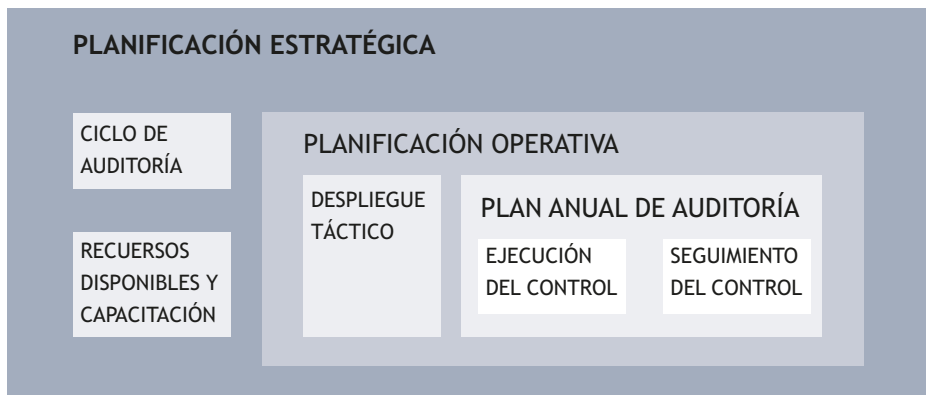 PLANIFICACIÓN ESTRATÉGICA
CICLO DE
AUDITORÍA
RECUERSOS
DISPONIBLES Y
CAPACITACIÓN
PLANIFICACIÓN OPERATIVA
DESPLIEGUE
TÁCTICO
PLAN ANUAL DE AUDITORÍA
EJECUCIÓN
DEL CONTROL
SEGUIMIENTO
DEL CONTROL